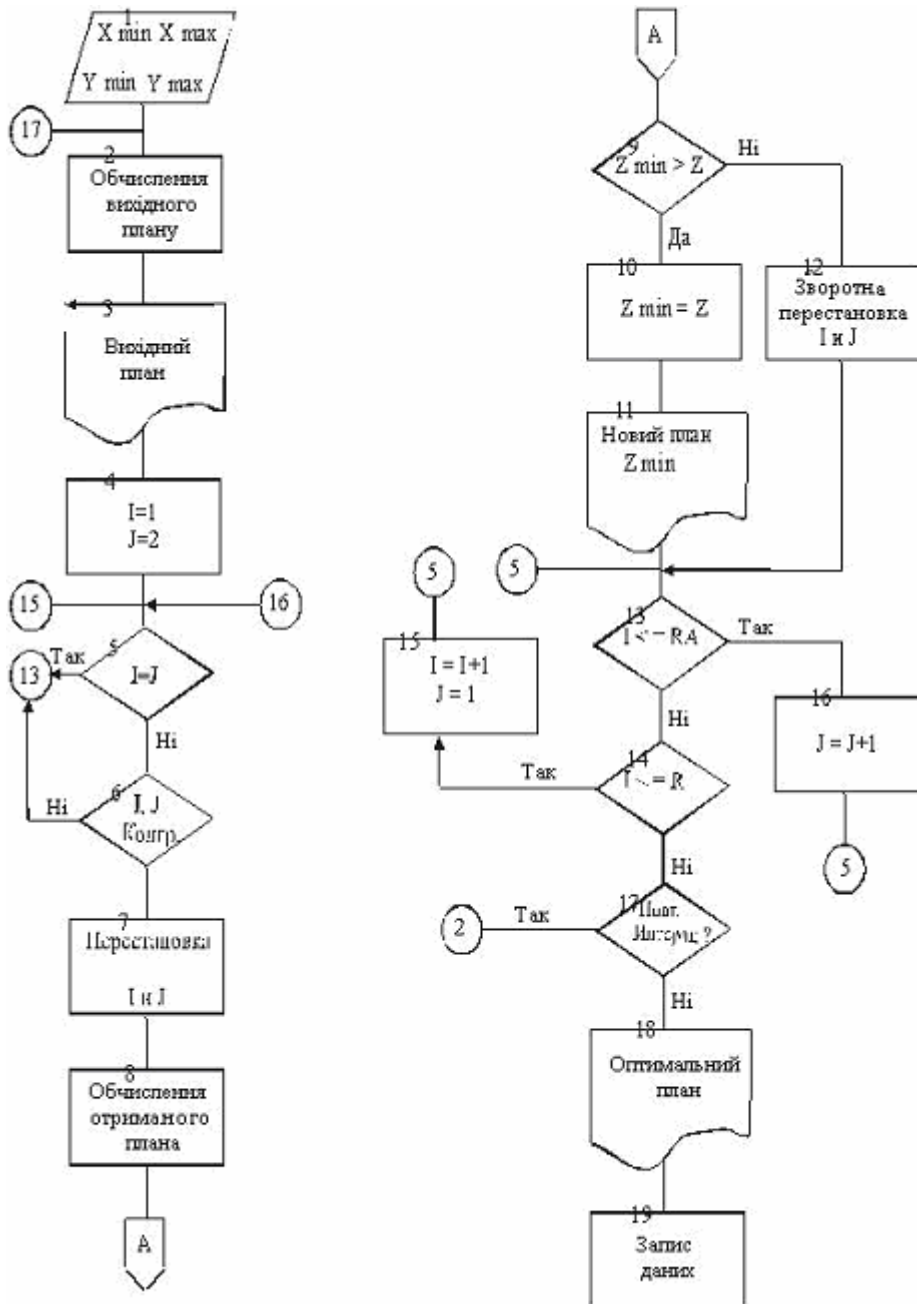 1
X min X max
Y min Y max
17
2
Обчислення
вихідного
плану
3
Вихідний
план
4
I=1
J=2
15
16
5
I=J
Так
13
Ні
6
I, J
Ні
7
Перестановка
I и J
8
Обчислення
отриманого
плана
A
A
9
Z min > Z
Ні
Да
10
Z min = Z
12
Зворотна
перестановка
I и J
11
Новий план
Z min
5
5
13
Так
15
I = I+1
J = 1
Ні
16
J = J+1
14
Так
5
Ні
17
Так
2
Ні
18
Оптимальний
план
19
Запис
даних